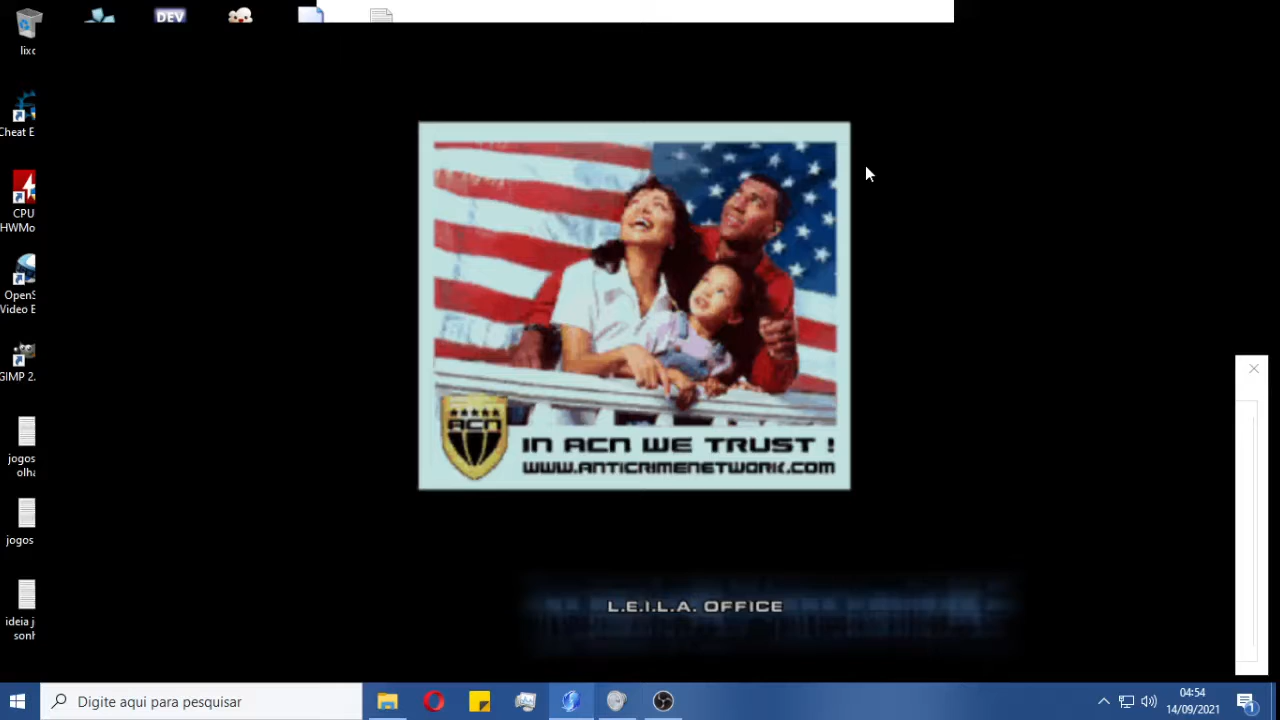 DEV
lixo
Cheat E
CPU
HWMo
OpenS
Video E
GIMP 2.
jogos
olha
jogos
ideia j
sonh
ACN
IN ACN WE TRUST !
WWW.ANTICRIMENETWORK.COM
L.E.I.L.A. OFFICE
Digite aqui para pesquisar
04:54
14/09/2021
1